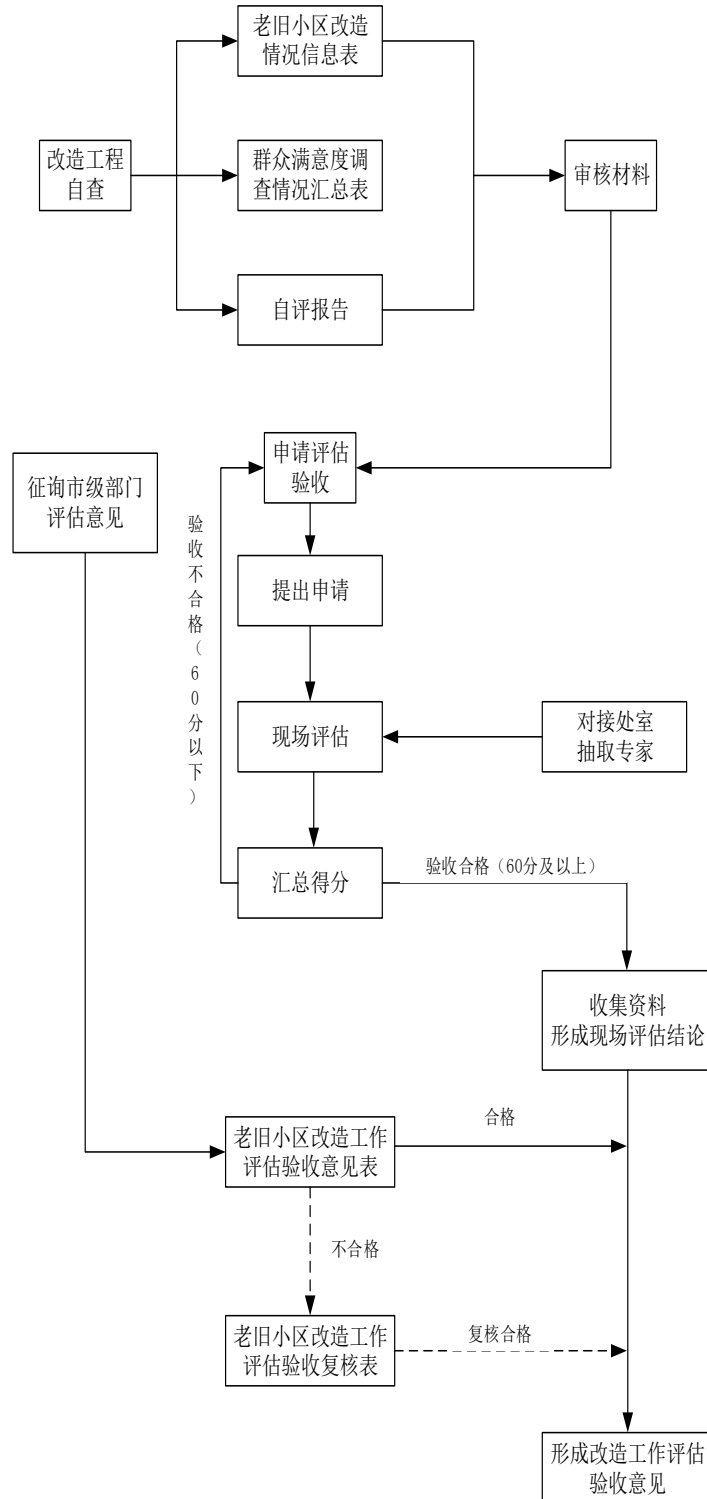 老旧小区改造
情况信息表
改造工程
自查
群众满意度调
查情况汇总表
审核材料
自评报告
申请评估
验收
征询市级部门
评估意见
验收不合格（60分以下）
提出申请
现场评估
对接处室
抽取专家
汇总得分
验收合格（60分及以上）
收集资料
形成现场评估结论
老旧小区改造工作
评估验收意见表
合格
不合格
老旧小区改造工作
评估验收复核表
复核合格
形成改造工作评估
验收意见